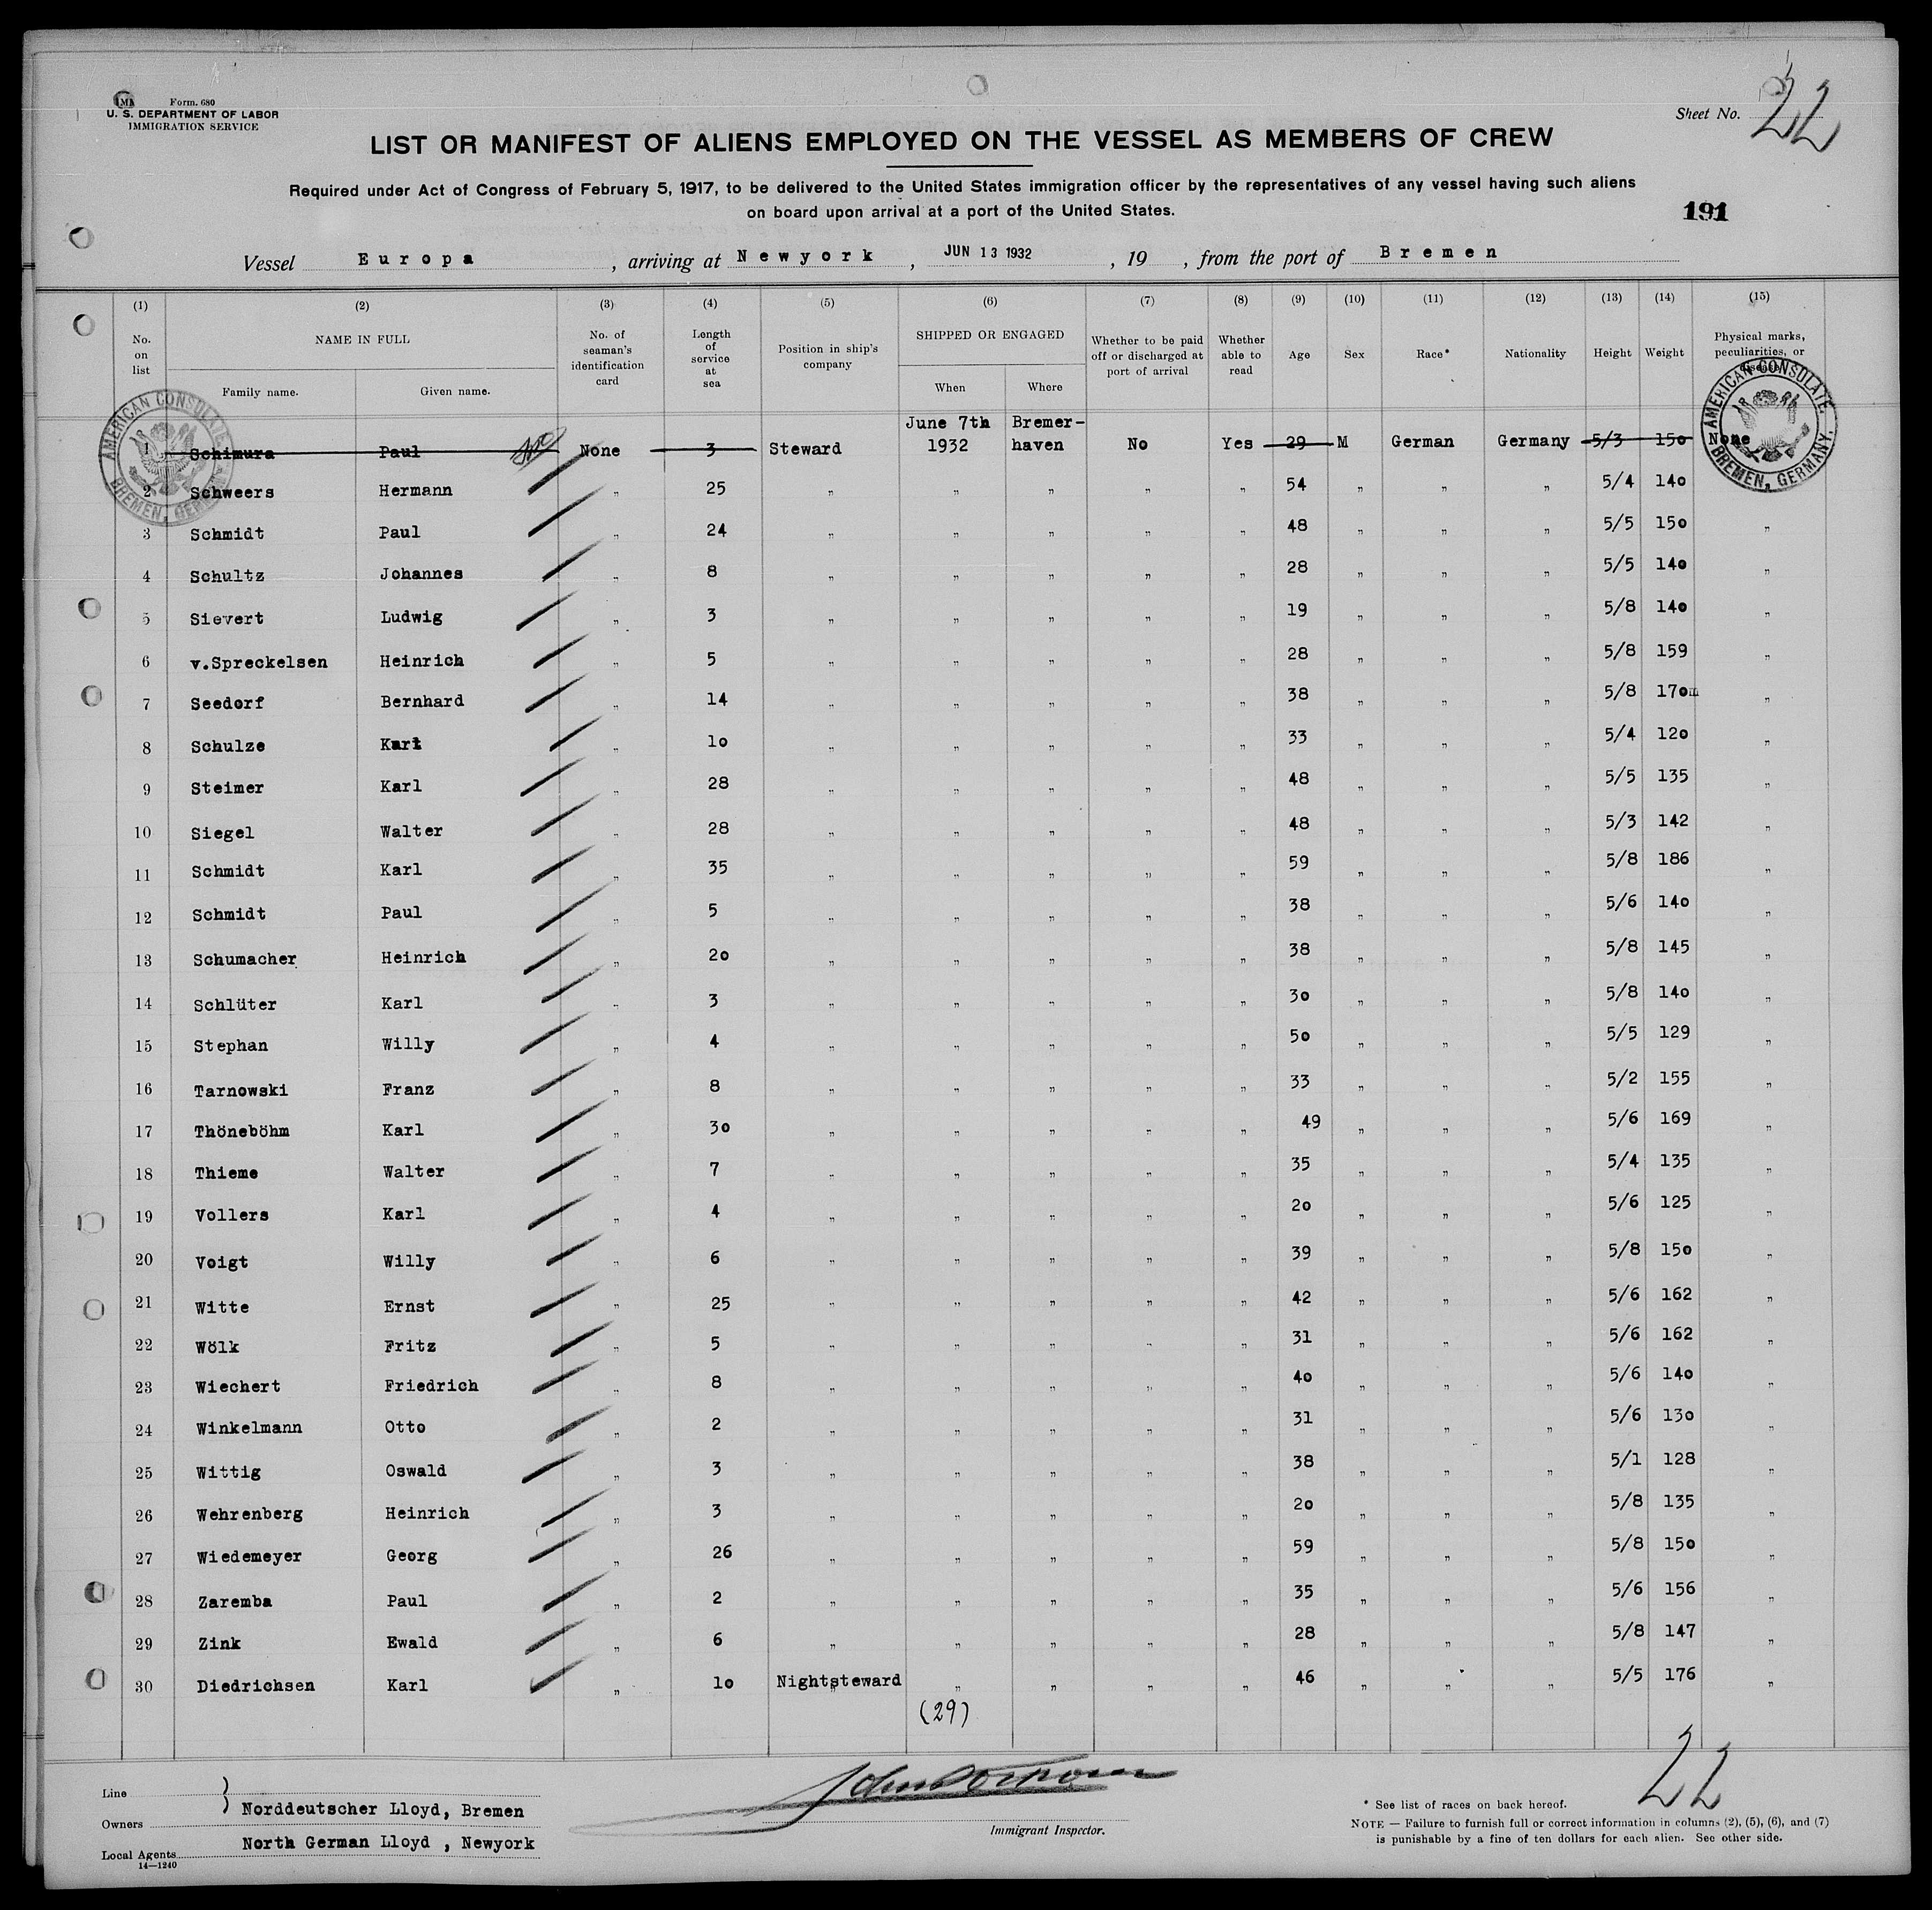 Form. 680
U. S. DEPARTMENT OF LABOR
IMMIGRATION SERVICE
Sheet No. 22
LIST OR MANIFEST OF ALIENS EMPLOYED ON THE VESSEL AS MEMBERS OF CREW
Required under Act of Congress of February 5, 1917, to be delivered to the United States immigration officer by the representatives of any vessel having such aliens
on board upon arrival at a port of the United States.
191
Vessel Europa, arriving at Newyork, JUN 13 1932, 19 , from the port of Bremen
(1) (2) (3) (4) (5) (6) (7) (8) (9) (10) (11) (12) (13) (14) (15)
No. on list NAME IN FULL Family name. Given name. No. of seaman's identification card Length of service at sea Position in ship's company SHIPPED OR ENGAGED When Where Whether to be paid off or discharged at port of arrival Whether able to read Age Sex Race* Nationality Height Weight Physical marks, peculiarities, or disease
AMERICAN CONSULATE BREMEN, GERMANY
AMERICAN CONSULATE. BREMEN, GERMANY.
1 Schimura Paul None 3 Steward June 7th 1932 Bremerhaven No Yes 29 M German Germany 5/3 150 None
2 Schweers Hermann " 25 " " " " " 54 " " " 5/4 140
3 Schmidt Paul " 24 " " " " " 48 " " " 5/5 150 "
4 Schultz Johannes " 8 " " " " " 28 " " " 5/5 140 "
5 Sievert Ludwig " 3 " " " " " 19 " " " 5/8 140 "
6 v.Spreckelsen Heinrich " 5 " " " " " 28 " " " 5/8 159 "
7 Seedorf Bernhard " 14 " " " " " 38 " " " 5/8 170 "
8 Schulze Karl " 10 " " " " " 33 " " " 5/4 120 "
9 Steimer Karl " 28 " " " " " 48 " " " 5/5 135 "
10 Siegel Walter " 28 " " " " " 48 " " " 5/3 142 "
11 Schmidt Karl " 35 " " " " " 59 " " " 5/8 186 "
12 Schmidt Paul " 5 " " " " " 38 " " " 5/6 140 "
13 Schumacher Heinrich " 20 " " " " " 38 " " " 5/8 145 "
14 Schlüter Karl " 3 " " " " " 30 " " " 5/8 140 "
15 Stephan Willy " 4 " " " " " 50 " " " 5/5 129 "
16 Tarnowski Franz " 8 " " " " " 33 " " " 5/2 155 "
17 Thöneböhm Karl " 30 " " " " " 49 " " " 5/6 169 "
18 Thieme Walter " 7 " " " " " 35 " " " 5/4 135 "
19 Vollers Karl " 4 " " " " " 20 " " " 5/6 125 "
20 Voigt Willy " 6 " " " " " 39 " " " 5/8 150 "
21 Witte Ernst " 25 " " " " " 42 " " " 5/6 162 "
22 Wölk Fritz " 5 " " " " " 31 " " " 5/6 162 "
23 Wiechert Friedrich " 8 " " " " " 40 " " " 5/6 140 "
24 Winkelmann Otto " 2 " " " " " 31 " " " 5/6 130 "
25 Wittig Oswald " 3 " " " " " 38 " " " 5/1 128 "
26 Wehrenberg Heinrich " 3 " " " " " 20 " " " 5/8 135 "
27 Wiedemeyer Georg " 26 " " " " " 59 " " " 5/8 150 "
28 Zaremba Paul " 2 " " " " " 35 " " " 5/6 156 "
29 Zink Ewald " 6 " " " " " 28 " " " 5/8 147 "
30 Diedrichsen Karl " 10 Nightsteward " " " " 46 " " " 5/5 176 "
(29)
22
Line
Owners Norddeutscher Lloyd, Bremen
Local Agents North German Lloyd , Newyork
14—1240
Immigrant Inspector.
* See list of races on back hereof.
NOTE — Failure to furnish full or correct information in columns (2), (5), (6), and (7)
is punishable by a fine of ten dollars for each alien. See other side.